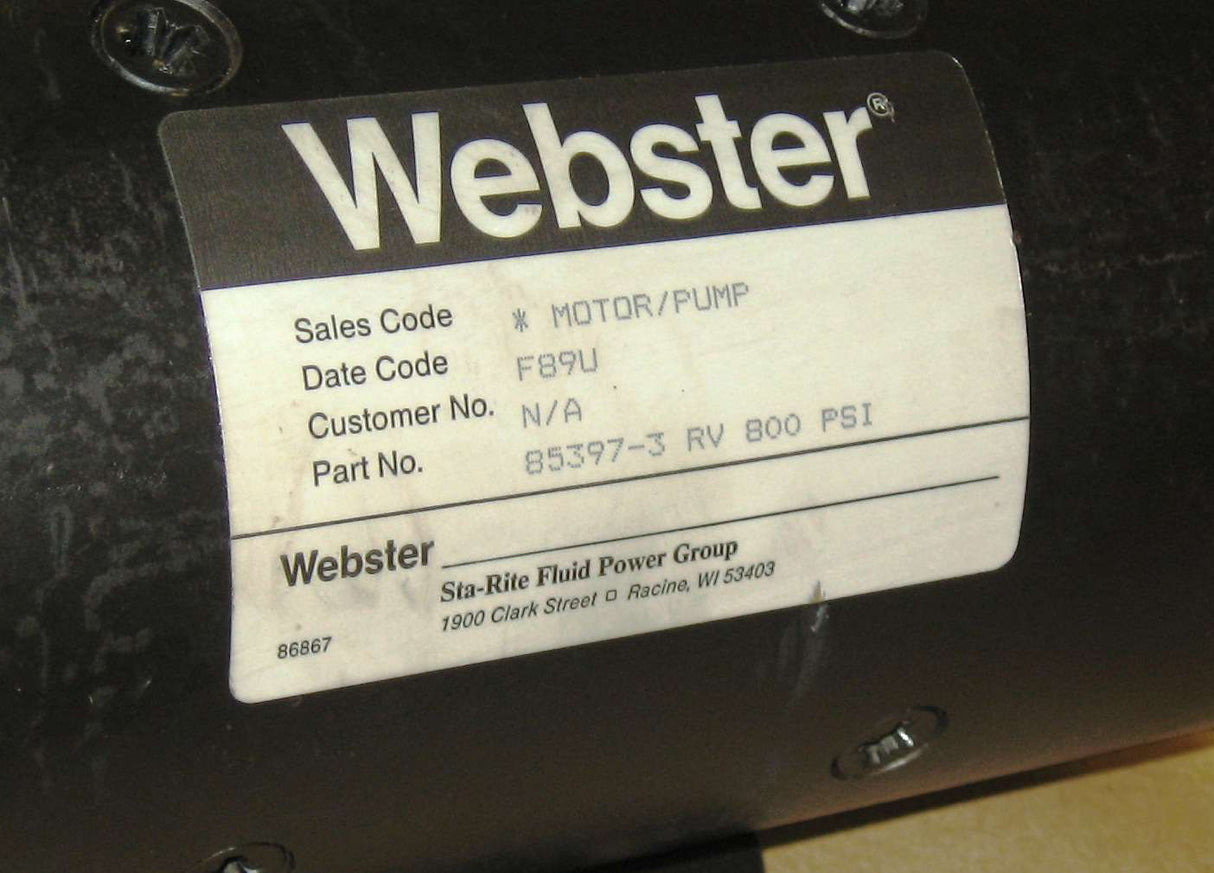 Webster®
Sales Code * MOTOR/PUMP
Date Code F89U
Customer No. N/A
Part No. 85397-3 RV 800 PSI
Webster
Sta-Rite Fluid Power Group
1900 Clark Street □ Racine, WI 53403
86867